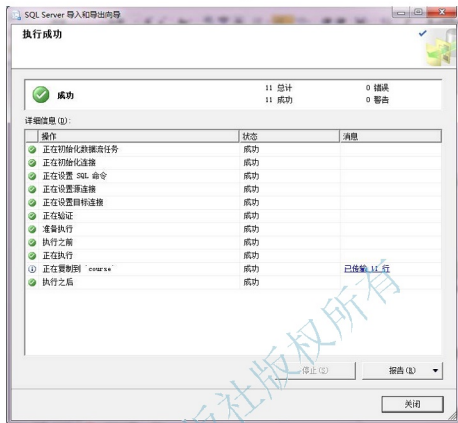 SQL Server 导入和导出向导
执行成功
成功
11 总计 0 错误
11 成功 0 警告
详细信息(D):
操作 状态 消息
正在初始化数据流任务 成功
正在初始化连接 成功
正在设置 SQL 命令 成功
正在设置源连接 成功
正在设置目标连接 成功
正在验证 成功
准备执行 成功
执行之前 成功
正在执行 成功
正在复制到 `course` 成功 已传输 11 行
执行之后 成功
停止(S) 报告(R)
关闭
版社版权所有